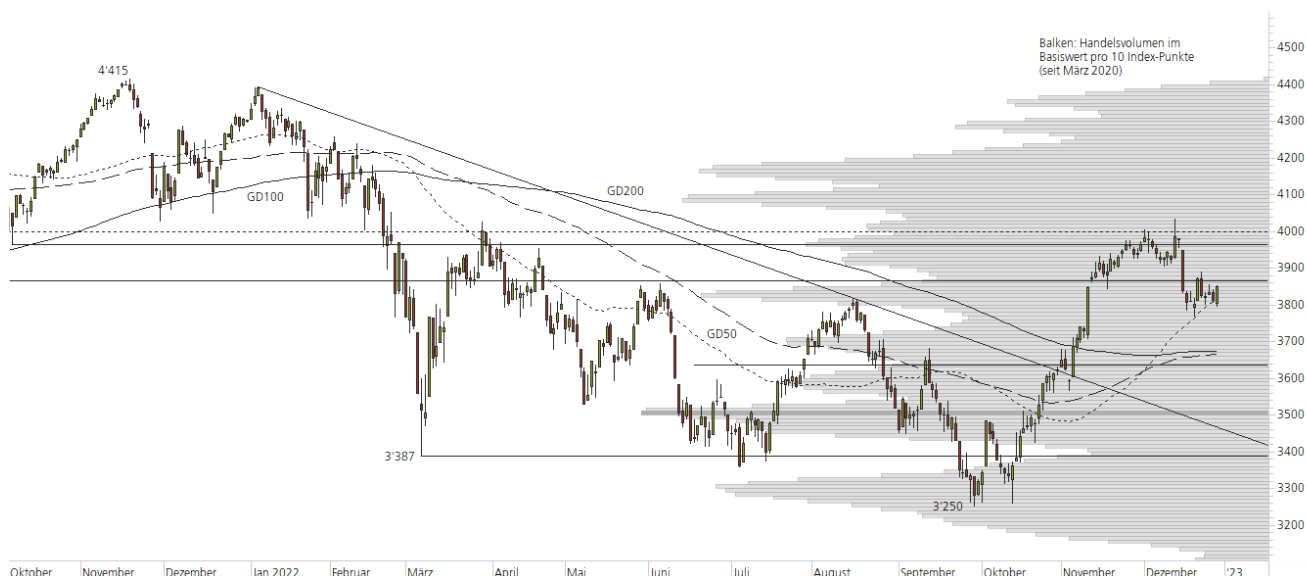 Balken: Handelsvolumen im
Basiswert pro 10 Index-Punkte
(seit März 2020)
4'415
GD100
GD200
GD50
3'387
3'250
4500
4400
4300
4200
4100
4000
3900
3800
3700
3600
3500
3400
3300
3200
Oktober November Dezember Jan 2022 Februar März April Mai Juni Juli August September Oktober November Dezember '23